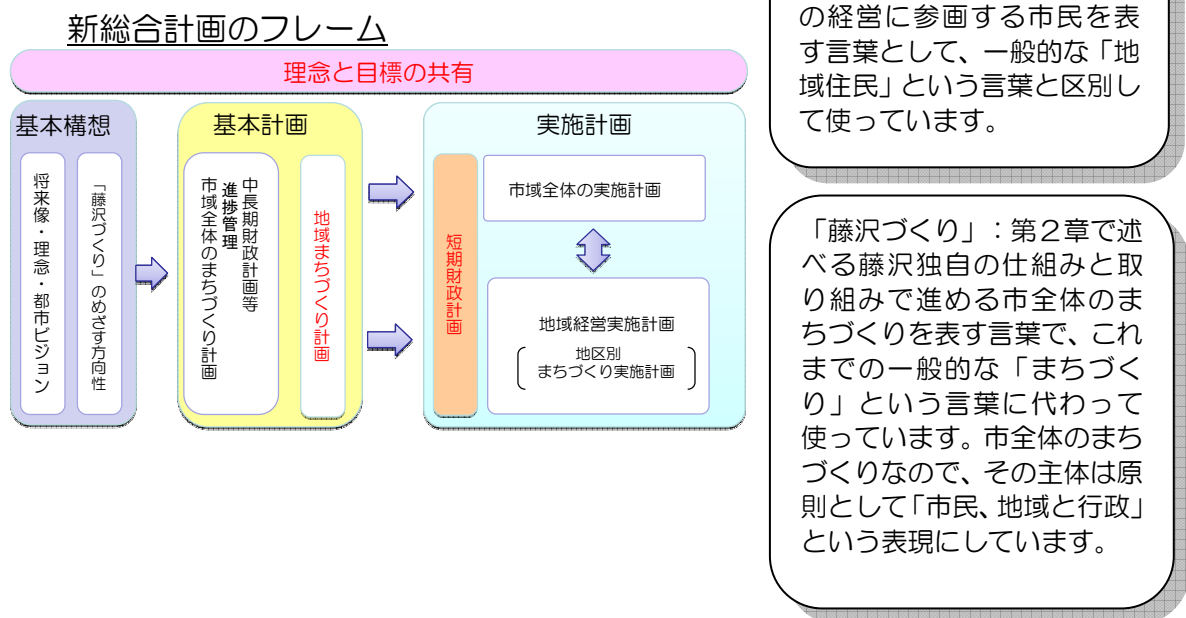 新総合計画のフレーム
理念と目標の共有
基本構想
将来像・理念・都市ビジョン
「藤沢づくり」のめざす方向性
基本計画
市域全体のまちづくり計画
進捗管理
中長期財政計画等
地域まちづくり計画
実施計画
短期財政計画
市域全体の実施計画
地域経営実施計画
地区別
まちづくり実施計画
の経営に参画する市民を表
す言葉として、一般的な「地
域住民」という言葉と区別し
て使っています。
「藤沢づくり」：第２章で述
べる藤沢独自の仕組みと取
り組みで進める市全体のま
ちづくりを表す言葉で、これ
までの一般的な「まちづく
り」という言葉に代わって
使っています。市全体のまち
づくりなので、その主体は原
則として「市民、地域と行政」
という表現にしています。